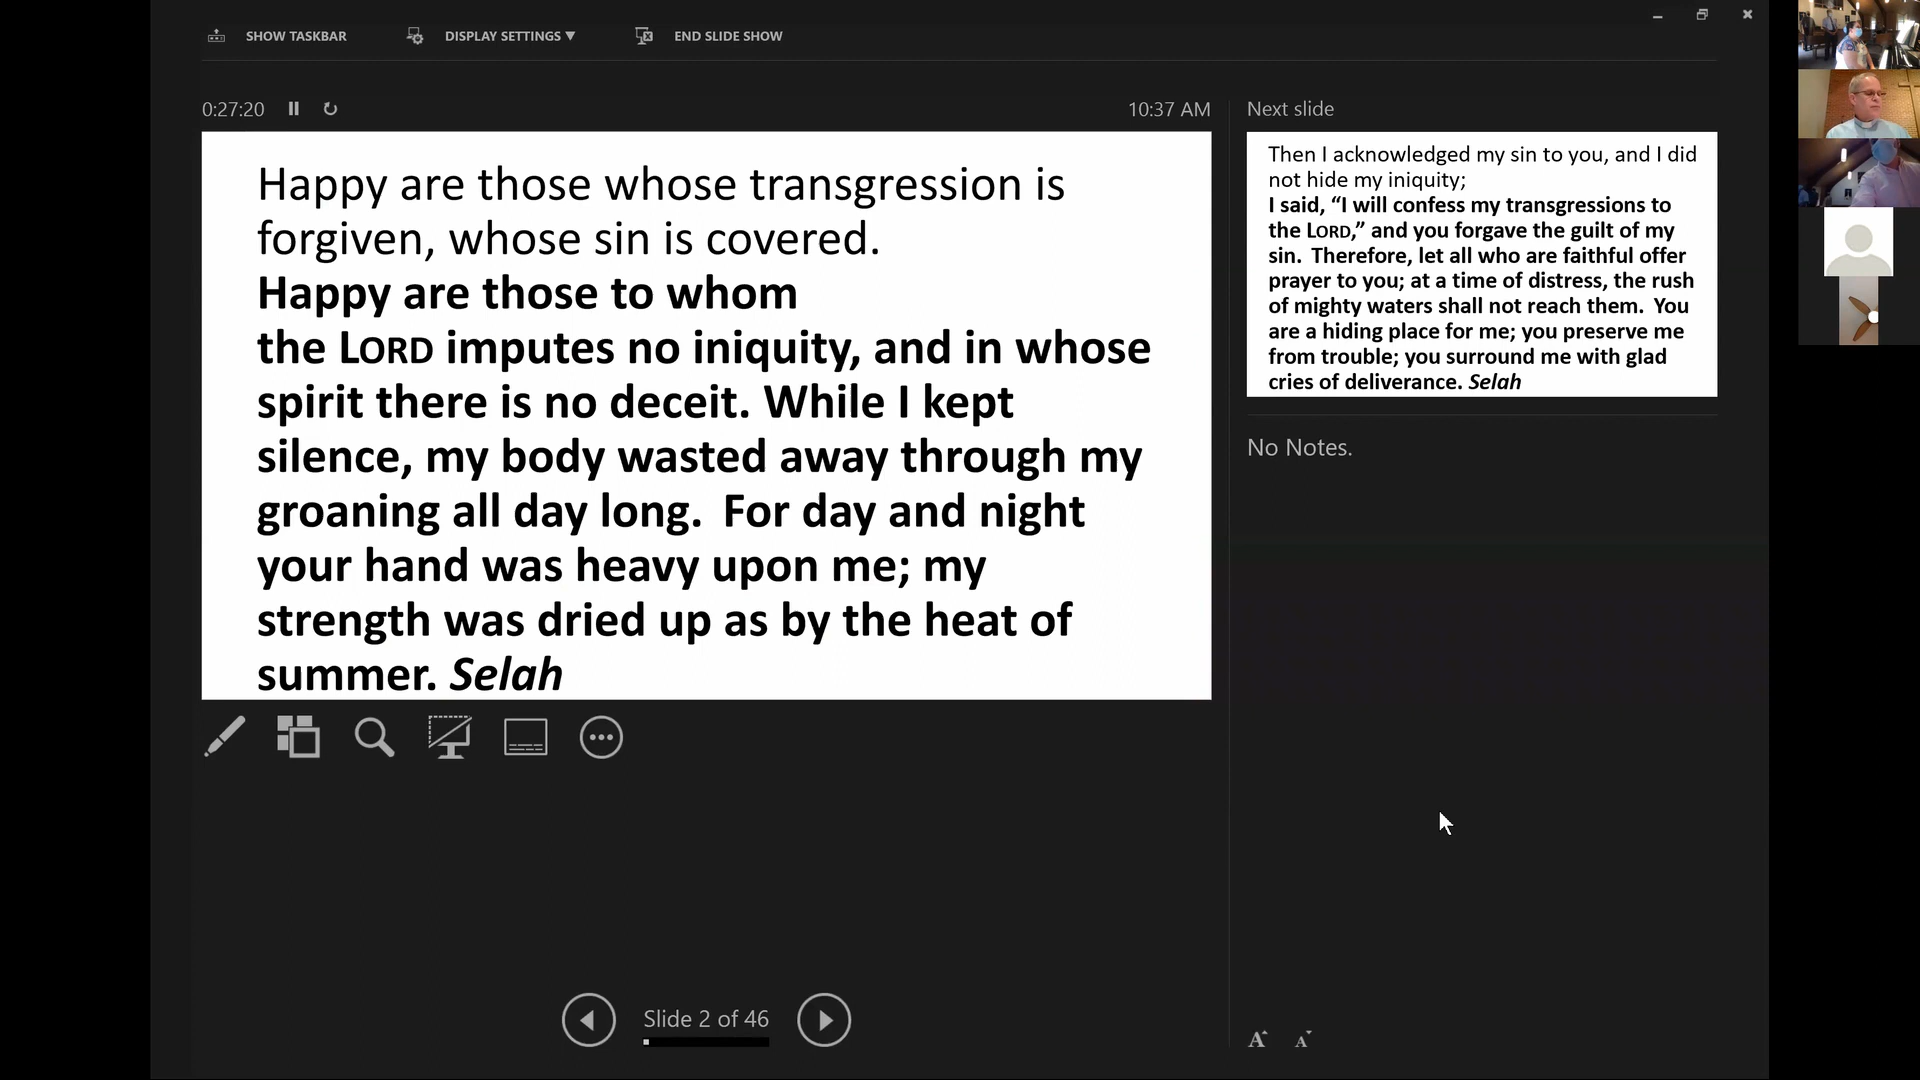 SHOW TASKBAR
DISPLAY SETTINGS ▼
END SLIDE SHOW
0:27:20
10:37 AM
Happy are those whose transgression is
forgiven, whose sin is covered.
Happy are those to whom
the LORD imputes no iniquity, and in whose
spirit there is no deceit. While I kept
silence, my body wasted away through my
groaning all day long.  For day and night
your hand was heavy upon me; my
strength was dried up as by the heat of
summer. Selah
Slide 2 of 46
Next slide
Then I acknowledged my sin to you, and I did
not hide my iniquity;
I said, “I will confess my transgressions to
the LORD,” and you forgave the guilt of my
sin.  Therefore, let all who are faithful offer
prayer to you; at a time of distress, the rush
of mighty waters shall not reach them.  You
are a hiding place for me; you preserve me
from trouble; you surround me with glad
cries of deliverance. Selah
No Notes.
A A